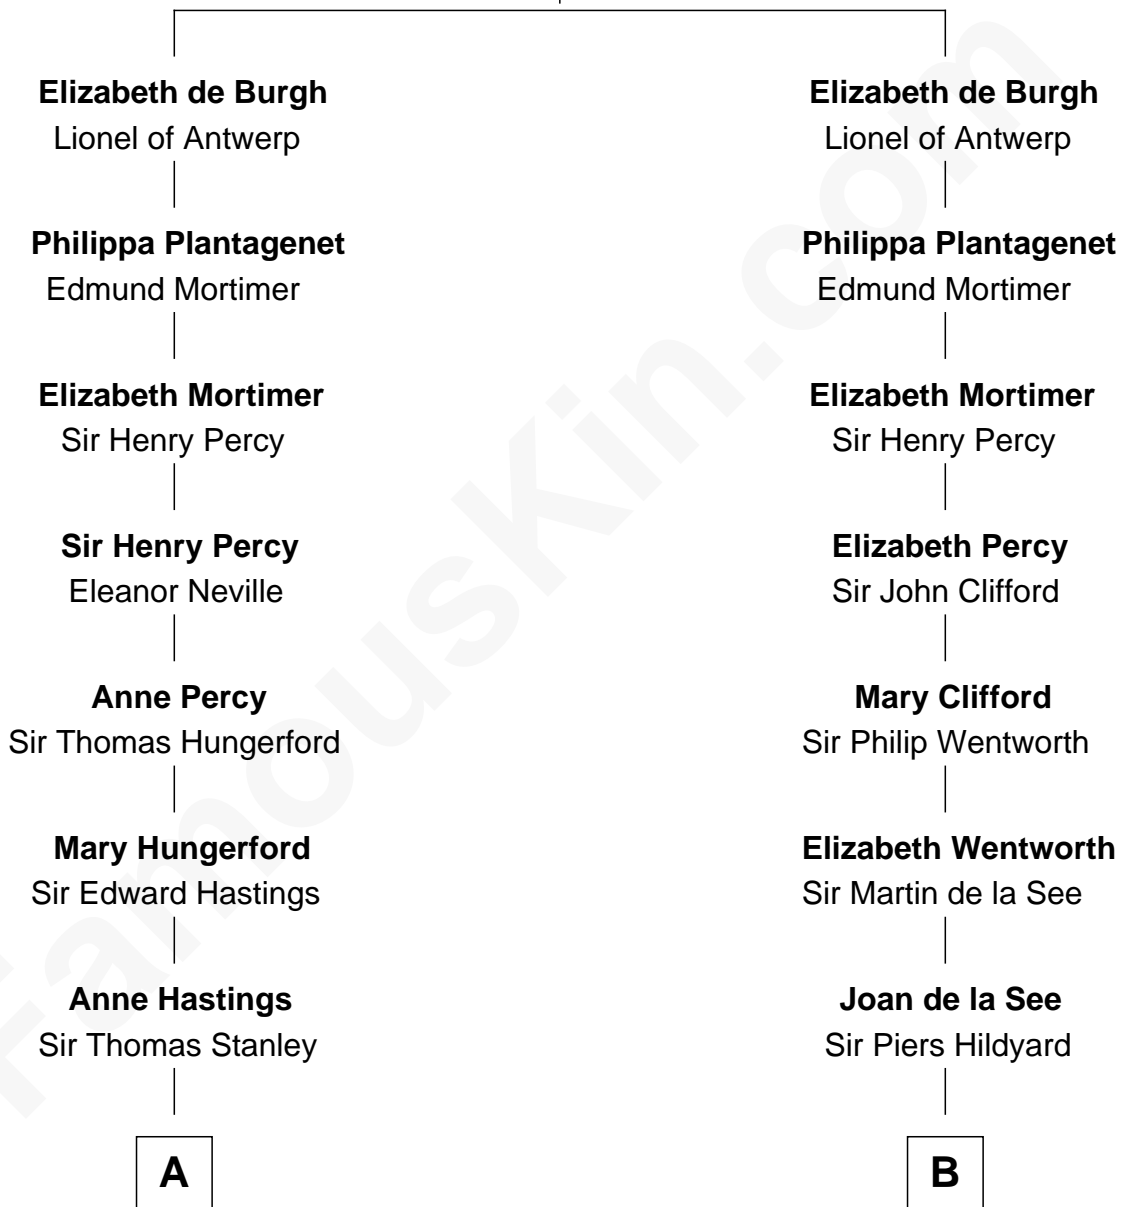 Elizabeth de Burgh
Lionel of Antwerp
Philippa Plantagenet
Edmund Mortimer
Elizabeth Mortimer
Sir Henry Percy
Sir Henry Percy
Eleanor Neville
Anne Percy
Sir Thomas Hungerford
Mary Hungerford
Sir Edward Hastings
Anne Hastings
Sir Thomas Stanley
A
Elizabeth de Burgh
Lionel of Antwerp
Philippa Plantagenet
Edmund Mortimer
Elizabeth Mortimer
Sir Henry Percy
Elizabeth Percy
Sir John Clifford
Mary Clifford
Sir Philip Wentworth
Elizabeth Wentworth
Sir Martin de la See
Joan de la See
Sir Piers Hildyard
B
FamousKin.com